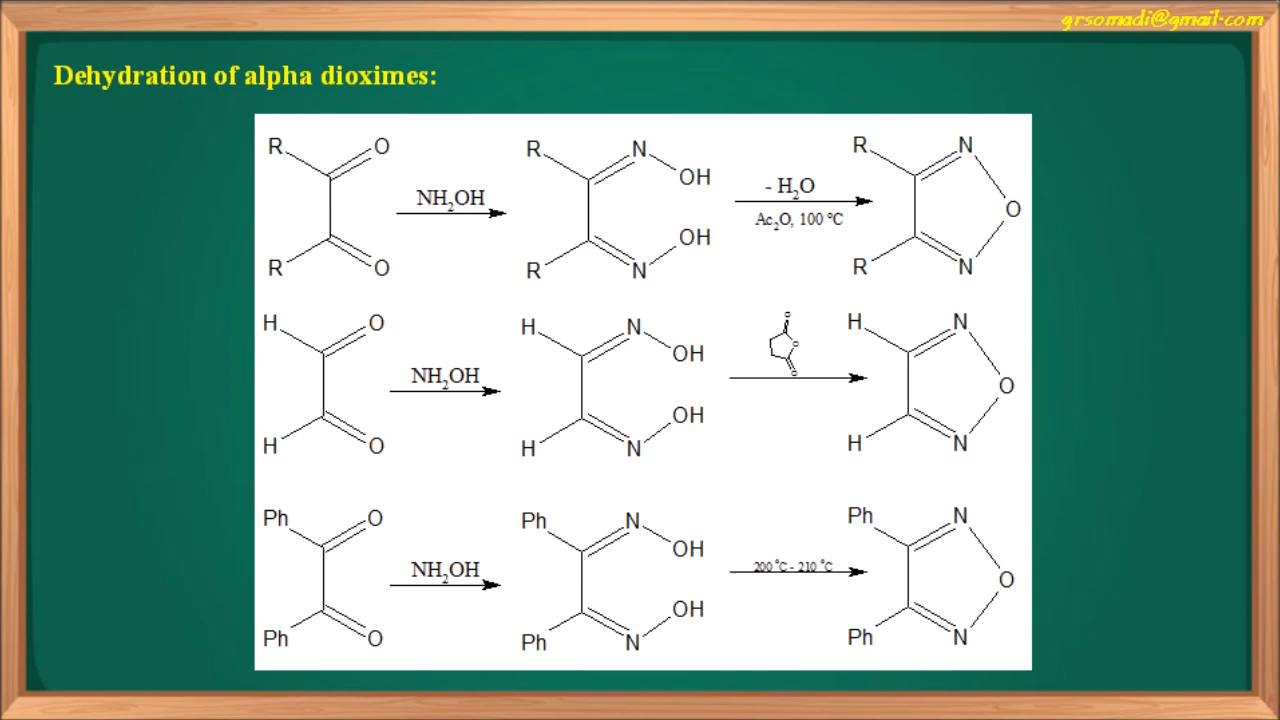 grsomadi@gmail.com
Dehydration of alpha dioximes:
R O R O
NH₂OH
R N OH OH R N
- H₂O
Ac₂O, 100 °C
R N O R N
H O H O
NH₂OH
H N OH OH H N
O O O
H N O H N
Ph O Ph O
NH₂OH
Ph N OH OH Ph N
200 °C - 210 °C
Ph N O Ph N